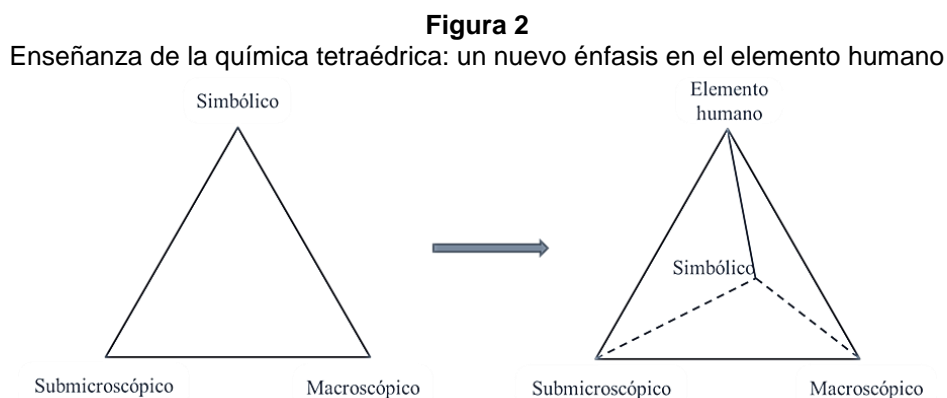 Figura 2
Enseñanza de la química tetraédrica: un nuevo énfasis en el elemento humano
Simbólico
Submicroscópico
Macroscópico
Elemento
humano
Simbólico
Submicroscópico
Macroscópico